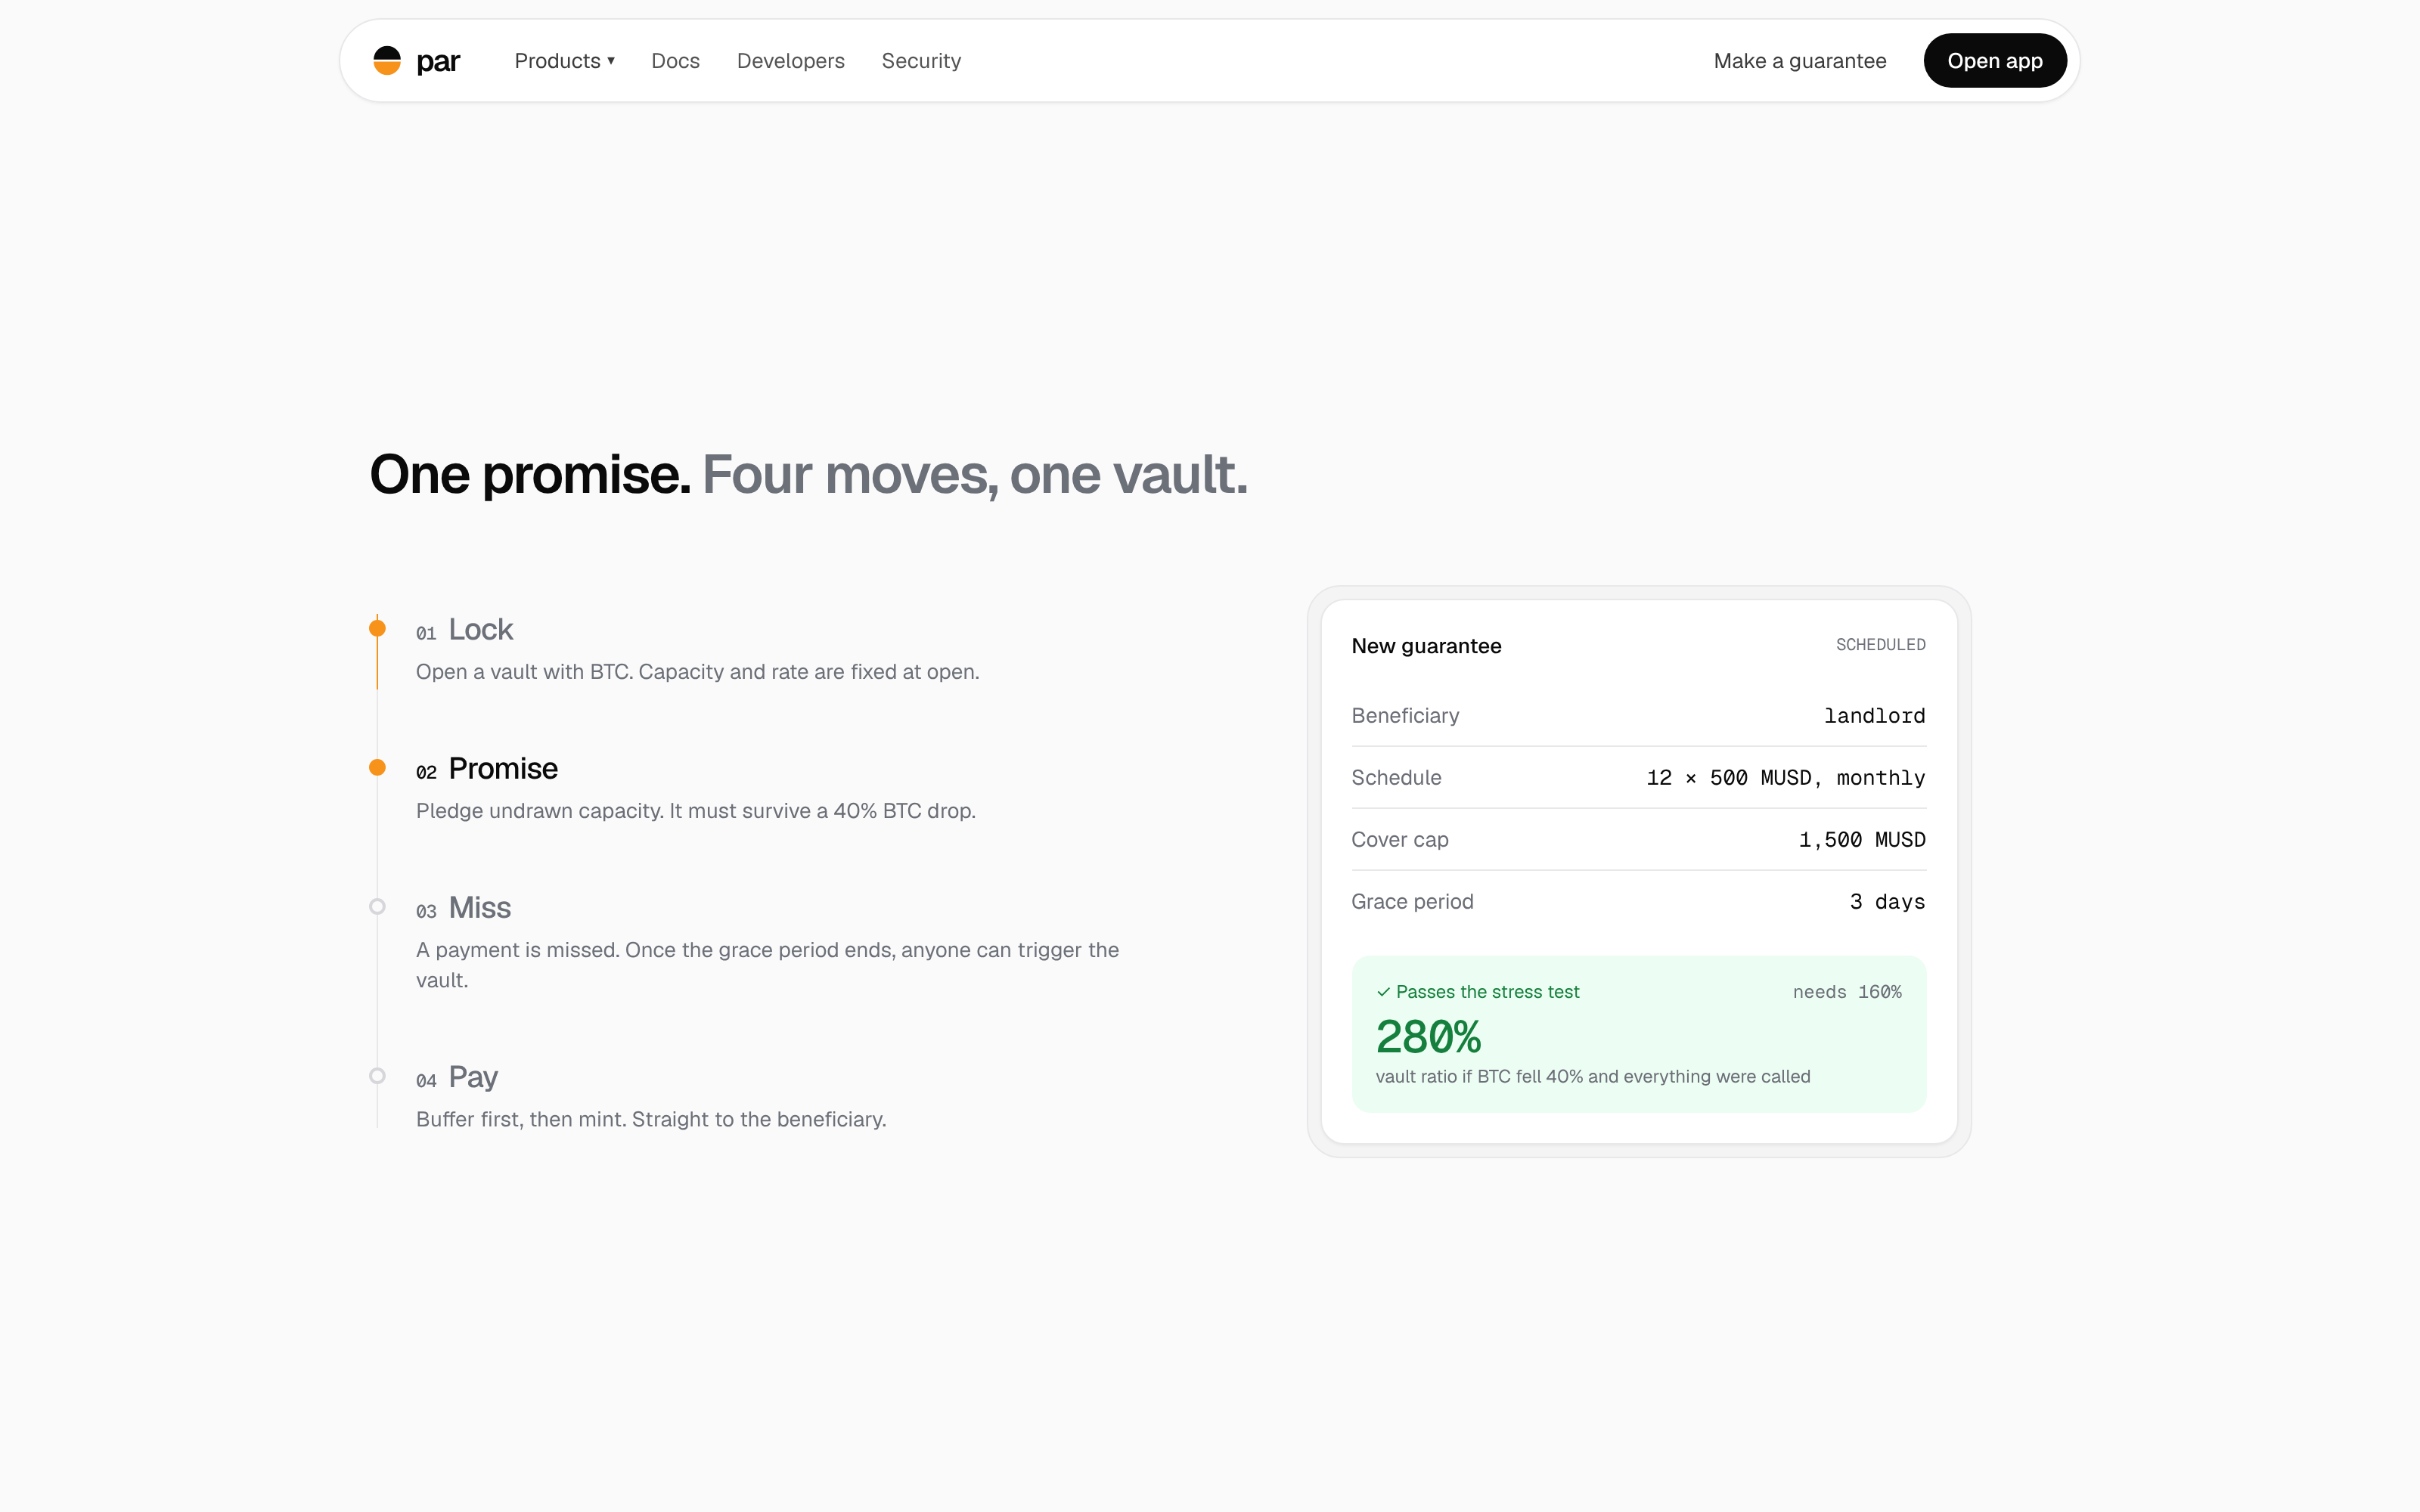 par
Products ▾
Docs
Developers
Security
Make a guarantee
Open app
One promise. Four moves, one vault.
01 Lock
Open a vault with BTC. Capacity and rate are fixed at open.
02 Promise
Pledge undrawn capacity. It must survive a 40% BTC drop.
03 Miss
A payment is missed. Once the grace period ends, anyone can trigger the
vault.
04 Pay
Buffer first, then mint. Straight to the beneficiary.
New guarantee
SCHEDULED
Beneficiary
landlord
Schedule
12 × 500 MUSD, monthly
Cover cap
1,500 MUSD
Grace period
3 days
✓ Passes the stress test
needs 160%
280%
vault ratio if BTC fell 40% and everything were called